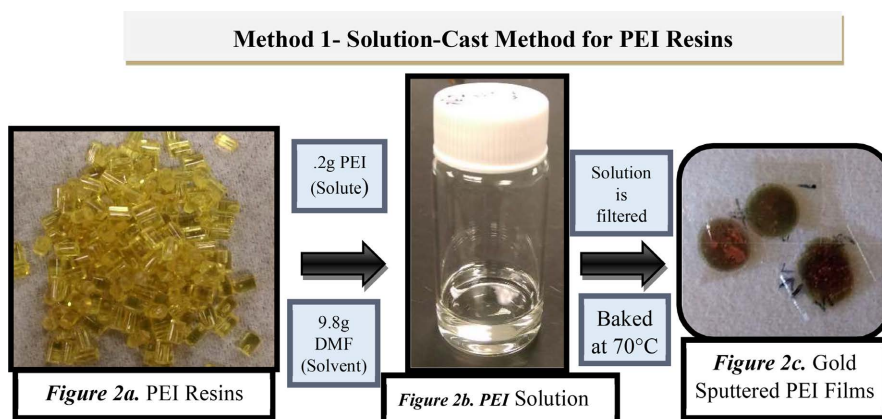 Method 1- Solution-Cast Method for PEI Resins
.2g PEI
(Solute)
9.8g
DMF
(Solvent)
Solution
is
filtered
Baked
at 70°C
Figure 2a. PEI Resins
Figure 2b. PEI Solution
Figure 2c. Gold
Sputtered PEI Films